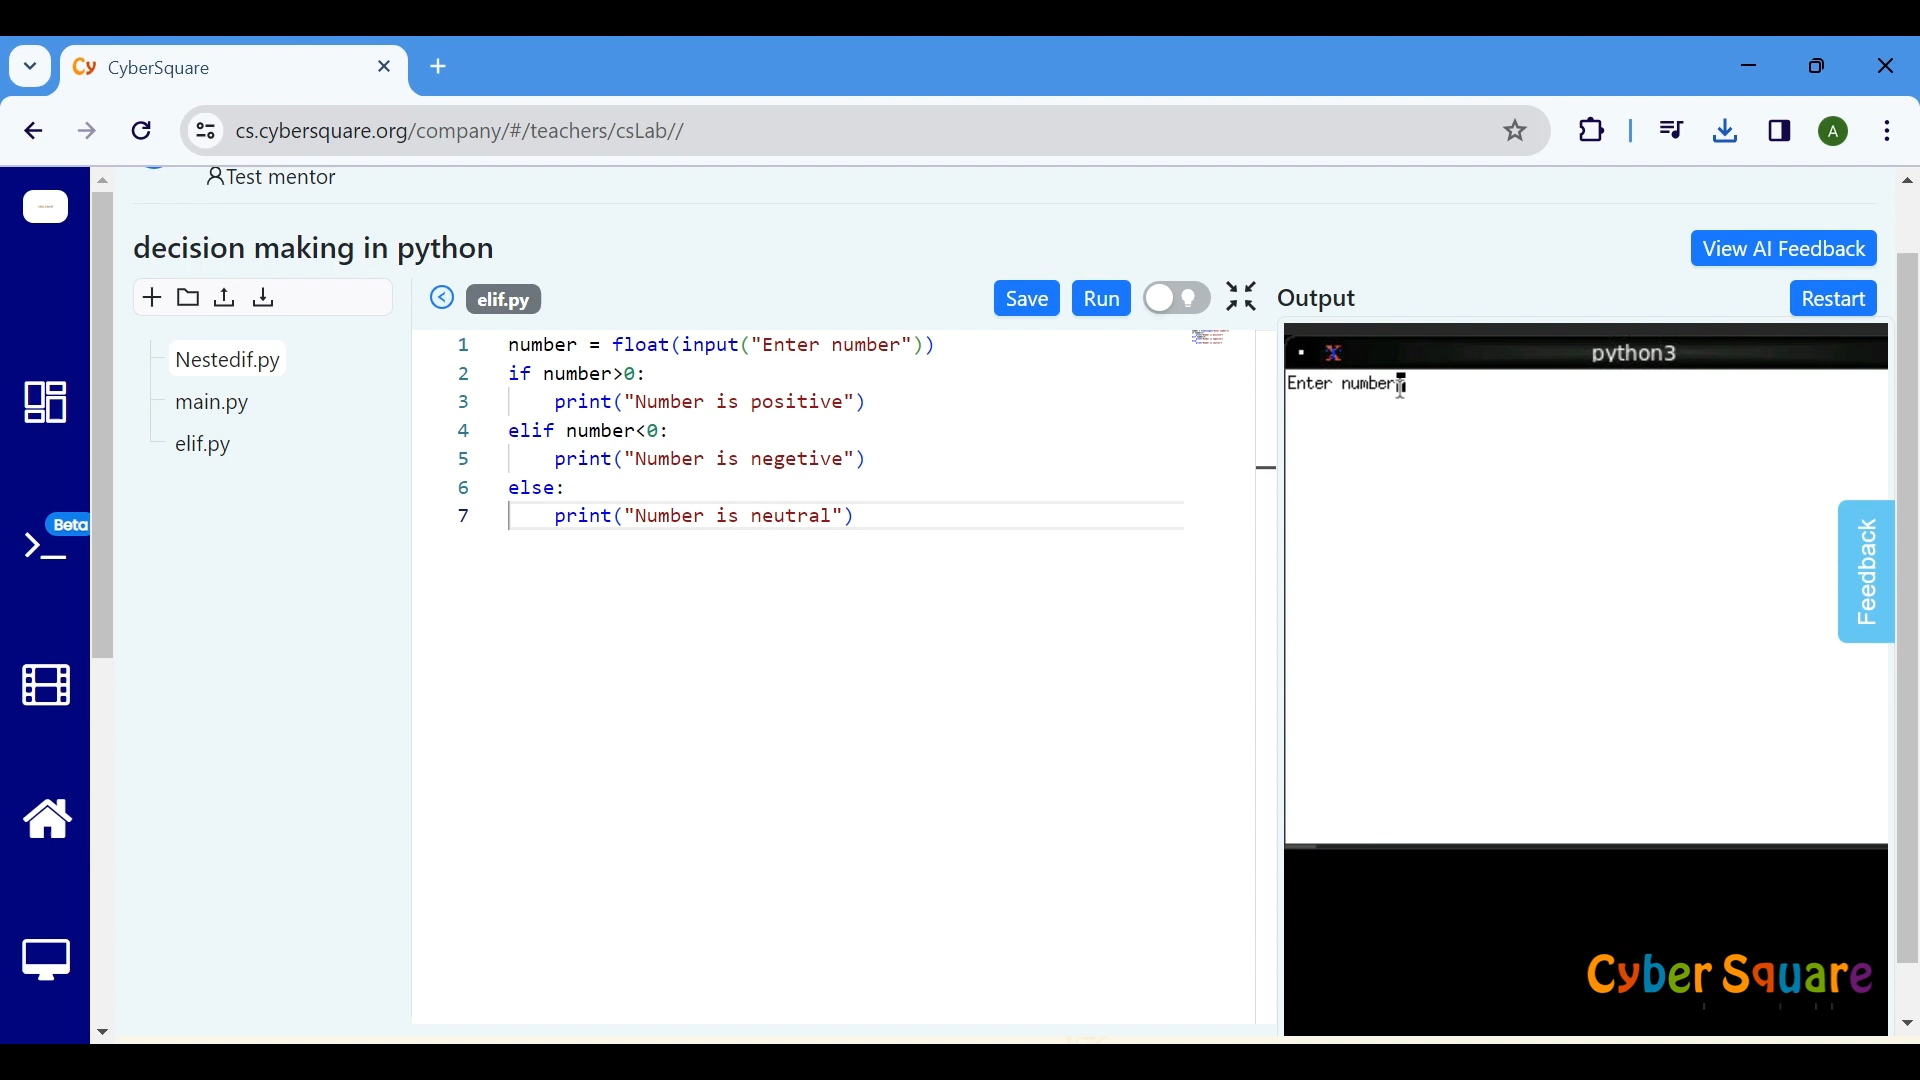 Cy CyberSquare
cs.cybersquare.org/company/#/teachers/csLab//
A
Test mentor
decision making in python
View AI Feedback
elif.py
Save
Run
Output
Restart
Nestedif.py
main.py
elif.py
Beta
1 number = float(input("Enter number"))
2 if number>0:
3     print("Number is positive")
4 elif number<0:
5     print("Number is negetive")
6 else:
7     print("Number is neutral")
python3
Enter number
Feedback
Cyber Square